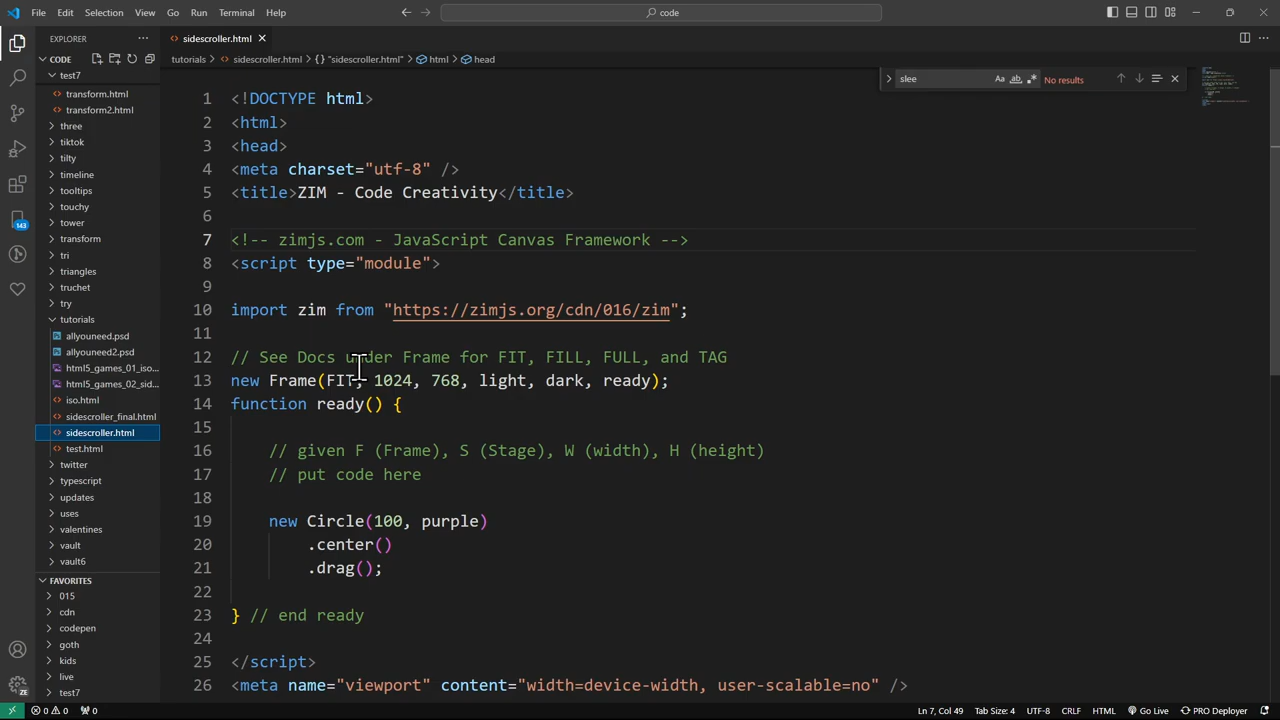 File Edit Selection View Go Run Terminal Help
code
EXPLORER
sidescroller.html
CODE
tutorials > sidescroller.html > {} "sidescroller.html" > html > head
slee
Aa ab .*
No results
test7
transform.html
transform2.html
three
tiktok
tilty
timeline
tooltips
touchy
tower
transform
tri
triangles
truchet
try
tutorials
allyouneed.psd
allyouneed2.psd
html5_games_01_iso...
html5_games_02_sid...
iso.html
sidescroller_final.html
sidescroller.html
test.html
twitter
typescript
updates
uses
valentines
vault
vault6
FAVORITES
015
cdn
codepen
goth
kids
live
test7
143
ZE
1 <!DOCTYPE html>
2 <html>
3 <head>
4 <meta charset="utf-8" />
5 <title>ZIM - Code Creativity</title>
6
7 <!-- zimjs.com - JavaScript Canvas Framework -->
8 <script type="module">
9
10 import zim from "https://zimjs.org/cdn/016/zim";
11
12 // See Docs under Frame for FIT, FILL, FULL, and TAG
13 new Frame(FIT, 1024, 768, light, dark, ready);
14 function ready() {
15
16 // given F (Frame), S (Stage), W (width), H (height)
17 // put code here
18
19 new Circle(100, purple)
20 .center()
21 .drag();
22
23 } // end ready
24
25 </script>
26 <meta name="viewport" content="width=device-width, user-scalable=no" />
0 0 0
Ln 7, Col 49 Tab Size: 4 UTF-8 CRLF HTML Go Live PRO Deployer